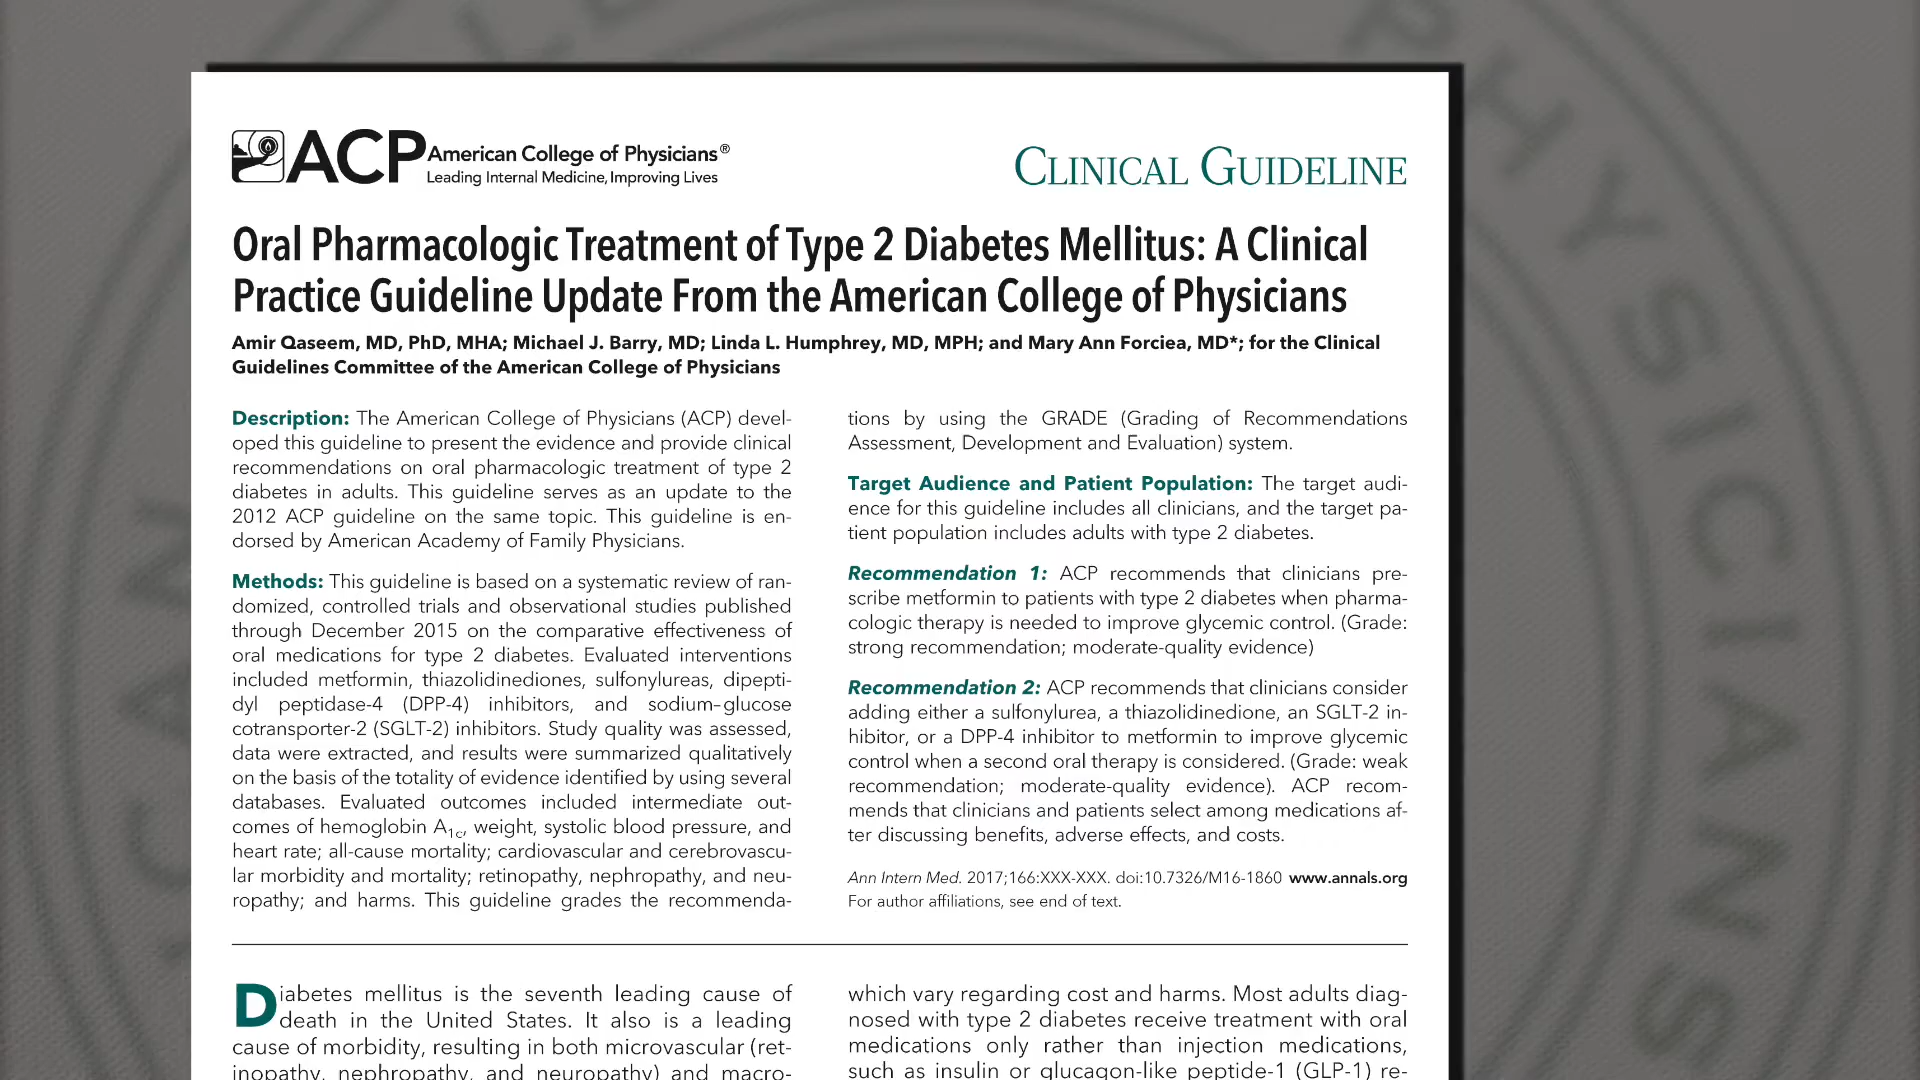 ACP American College of Physicians®
Leading Internal Medicine, Improving Lives
CLINICAL GUIDELINE
Oral Pharmacologic Treatment of Type 2 Diabetes Mellitus: A Clinical
Practice Guideline Update From the American College of Physicians
Amir Qaseem, MD, PhD, MHA; Michael J. Barry, MD; Linda L. Humphrey, MD, MPH; and Mary Ann Forciea, MD*; for the Clinical
Guidelines Committee of the American College of Physicians
Description: The American College of Physicians (ACP) devel-
oped this guideline to present the evidence and provide clinical
recommendations on oral pharmacologic treatment of type 2
diabetes in adults. This guideline serves as an update to the
2012 ACP guideline on the same topic. This guideline is en-
dorsed by American Academy of Family Physicians.
Methods: This guideline is based on a systematic review of ran-
domized, controlled trials and observational studies published
through December 2015 on the comparative effectiveness of
oral medications for type 2 diabetes. Evaluated interventions
included metformin, thiazolidinediones, sulfonylureas, dipepti-
dyl peptidase-4 (DPP-4) inhibitors, and sodium–glucose
cotransporter-2 (SGLT-2) inhibitors. Study quality was assessed,
data were extracted, and results were summarized qualitatively
on the basis of the totality of evidence identified by using several
databases. Evaluated outcomes included intermediate out-
comes of hemoglobin A1c, weight, systolic blood pressure, and
heart rate; all-cause mortality; cardiovascular and cerebrovascu-
lar morbidity and mortality; retinopathy, nephropathy, and neu-
ropathy; and harms. This guideline grades the recommenda-
tions by using the GRADE (Grading of Recommendations
Assessment, Development and Evaluation) system.
Target Audience and Patient Population: The target audi-
ence for this guideline includes all clinicians, and the target pa-
tient population includes adults with type 2 diabetes.
Recommendation 1: ACP recommends that clinicians pre-
scribe metformin to patients with type 2 diabetes when pharma-
cologic therapy is needed to improve glycemic control. (Grade:
strong recommendation; moderate-quality evidence)
Recommendation 2: ACP recommends that clinicians consider
adding either a sulfonylurea, a thiazolidinedione, an SGLT-2 in-
hibitor, or a DPP-4 inhibitor to metformin to improve glycemic
control when a second oral therapy is considered. (Grade: weak
recommendation; moderate-quality evidence). ACP recom-
mends that clinicians and patients select among medications af-
ter discussing benefits, adverse effects, and costs.
Ann Intern Med. 2017;166:XXX-XXX. doi:10.7326/M16-1860 www.annals.org
For author affiliations, see end of text.
Diabetes mellitus is the seventh leading cause of
death in the United States. It also is a leading
cause of morbidity, resulting in both microvascular (ret-
inopathy, nephropathy, and neuropathy) and macro-
which vary regarding cost and harms. Most adults diag-
nosed with type 2 diabetes receive treatment with oral
medications only rather than injection medications,
such as insulin or glucagon-like peptide-1 (GLP-1) re-
PHYSICIANS